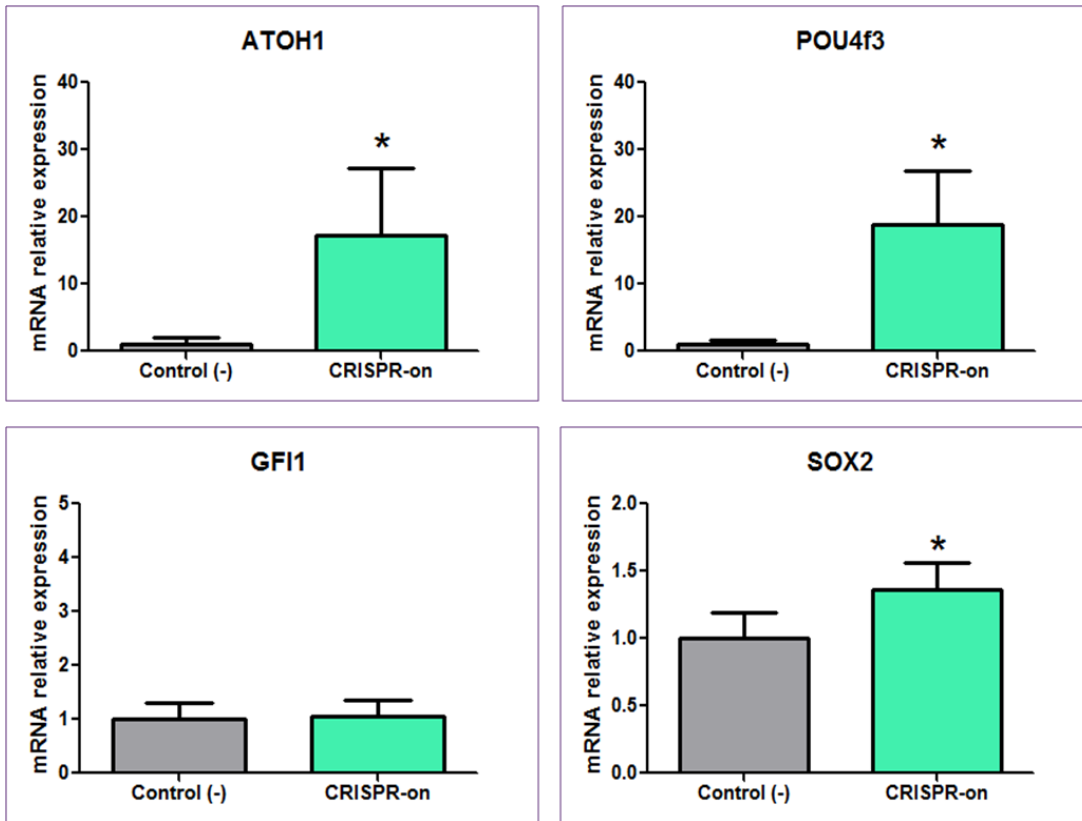 ATOH1
mRNA relative expression
40
30
20
10
0
*
Control (-)
CRISPR-on
POU4f3
mRNA relative expression
40
30
20
10
0
*
Control (-)
CRISPR-on
GFI1
mRNA relative expression
5
4
3
2
1
0
Control (-)
CRISPR-on
SOX2
mRNA relative expression
2.0
1.5
1.0
0.5
0.0
*
Control (-)
CRISPR-on